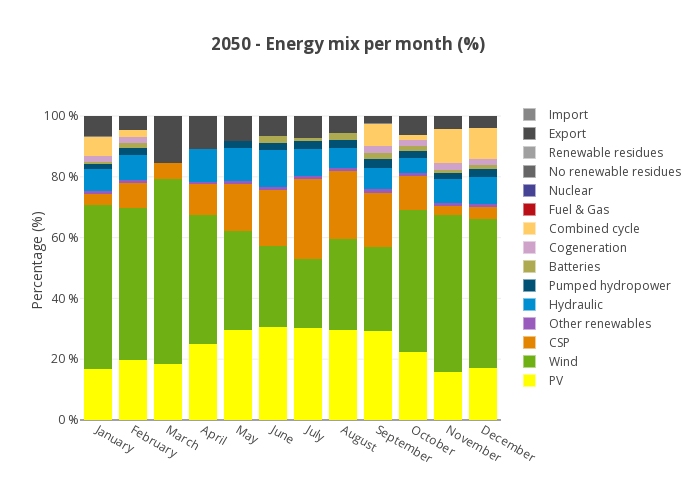 2050 - Energy mix per month (%)
Percentage (%)
100 %
80 %
60 %
40 %
20 %
0 %
January
February
March
April
May
June
July
August
September
October
November
December
Import
Export
Renewable residues
No renewable residues
Nuclear
Fuel & Gas
Combined cycle
Cogeneration
Batteries
Pumped hydropower
Hydraulic
Other renewables
CSP
Wind
PV